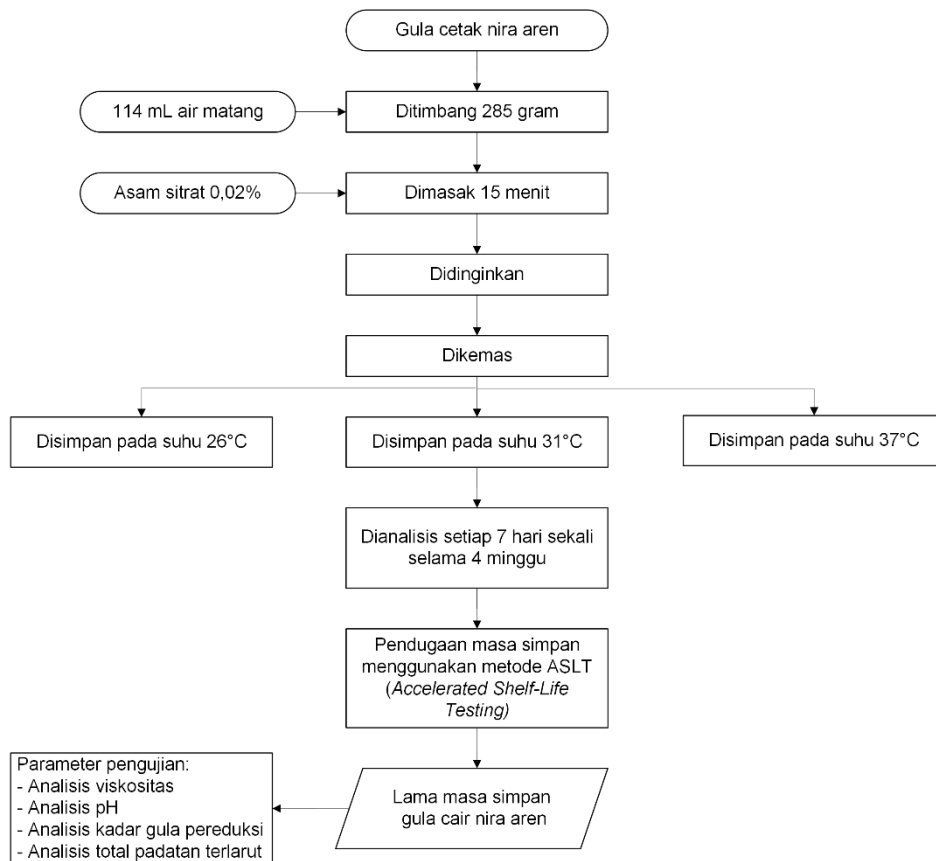 Gula cetak nira aren
114 mL air matang
Ditimbang 285 gram
Asam sitrat 0,02%
Dimasak 15 menit
Didinginkan
Dikemas
Disimpan pada suhu 26°C
Disimpan pada suhu 31°C
Disimpan pada suhu 37°C
Dianalisis setiap 7 hari sekali
selama 4 minggu
Pendugaan masa simpan
menggunakan metode ASLT
(Accelerated Shelf-Life
Testing)
Lama masa simpan
gula cair nira aren
Parameter pengujian:
- Analisis viskositas
- Analisis pH
- Analisis kadar gula pereduksi
- Analisis total padatan terlarut